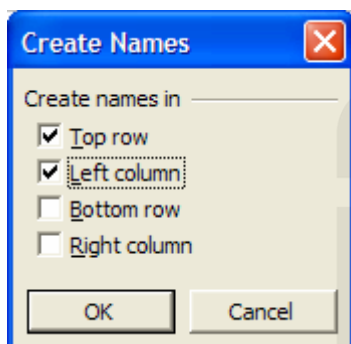 Create Names
Create names in
Top row
Left column
Bottom row
Right column
OK Cancel